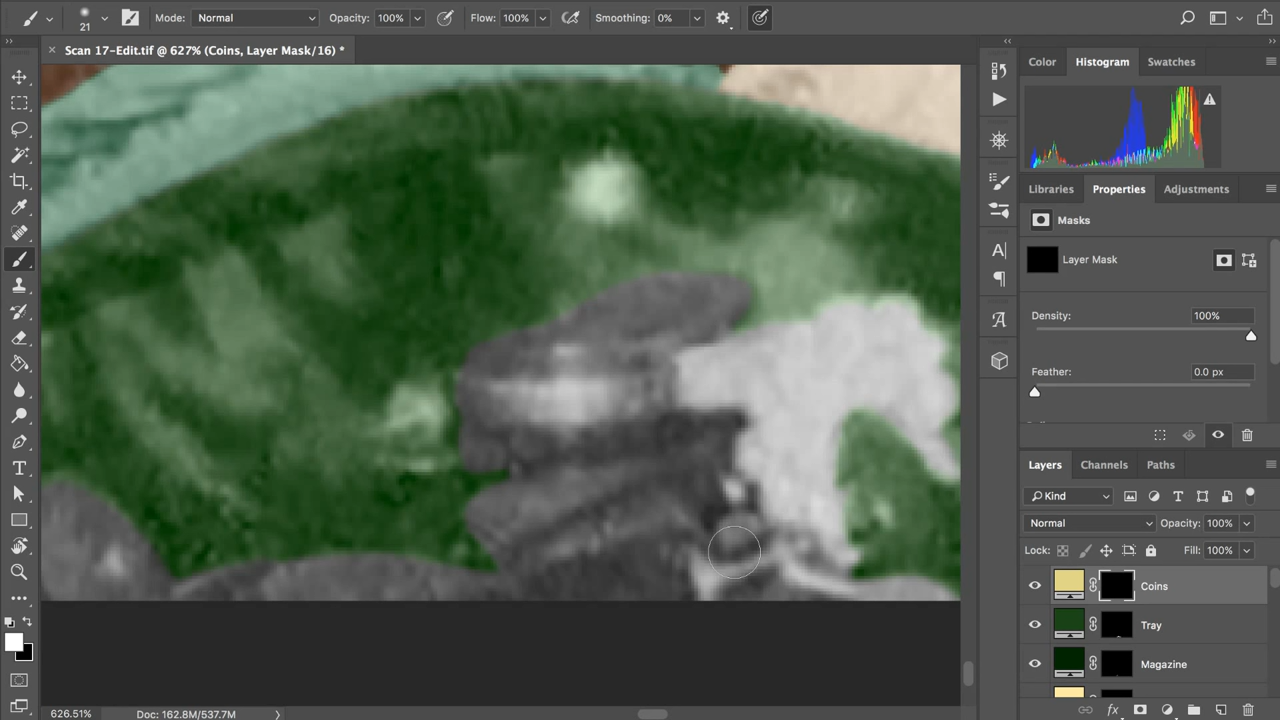 21
Mode: Normal
Opacity: 100%
Flow: 100%
Smoothing: 0%
Scan 17-Edit.tif @ 627% (Coins, Layer Mask/16) *
Color
Histogram
Swatches
Libraries
Properties
Adjustments
Masks
Layer Mask
Density: 100%
Feather: 0.0 px
Layers
Channels
Paths
Kind
Normal
Opacity: 100%
Lock:
Fill: 100%
Coins
Tray
Magazine
626.51%
Doc: 162.8M/537.7M